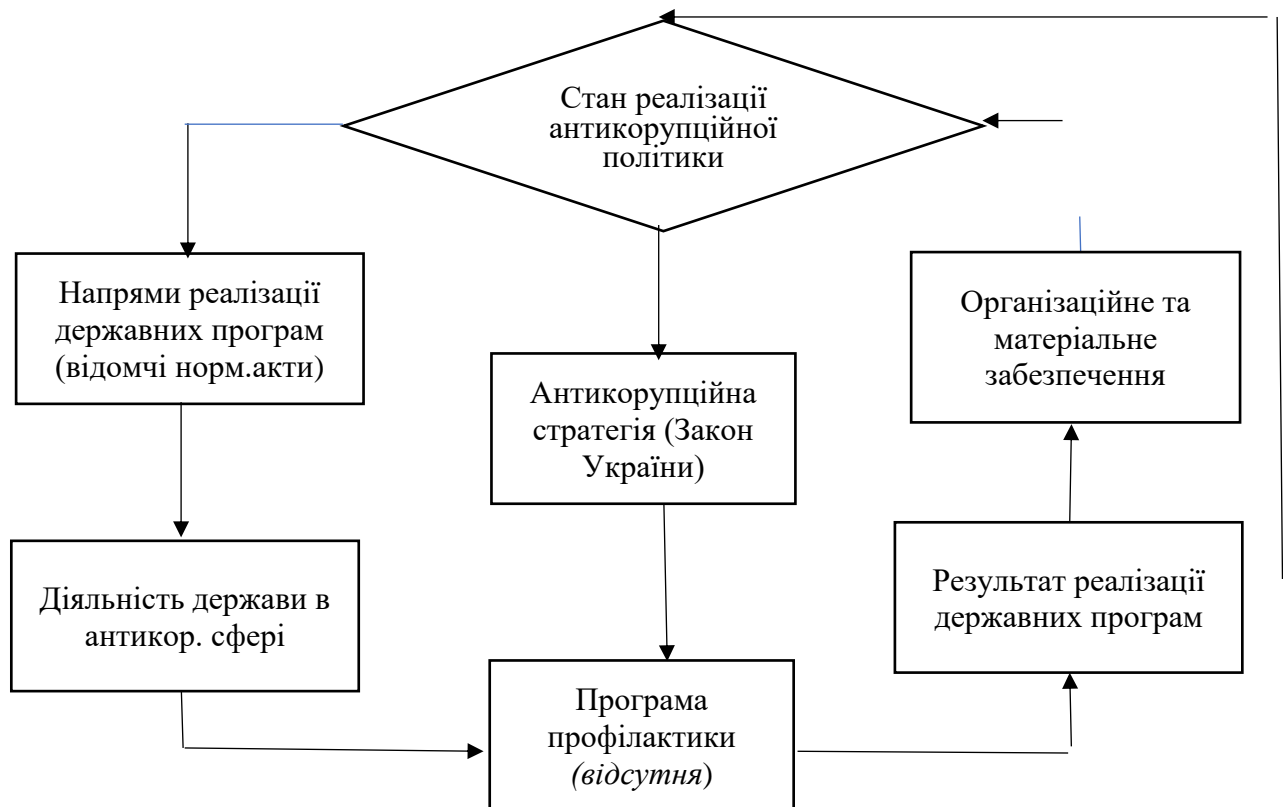 Стан реалізації
антикорупційної
політики
Напрями реалізації
державних програм
(відомчі норм.акти)
Антикорупційна
стратегія (Закон
України)
Організаційне та
матеріальне
забезпечення
Діяльність держави в
антикор. сфері
Результат реалізації
державних програм
Програма
профілактики
(відсутня)